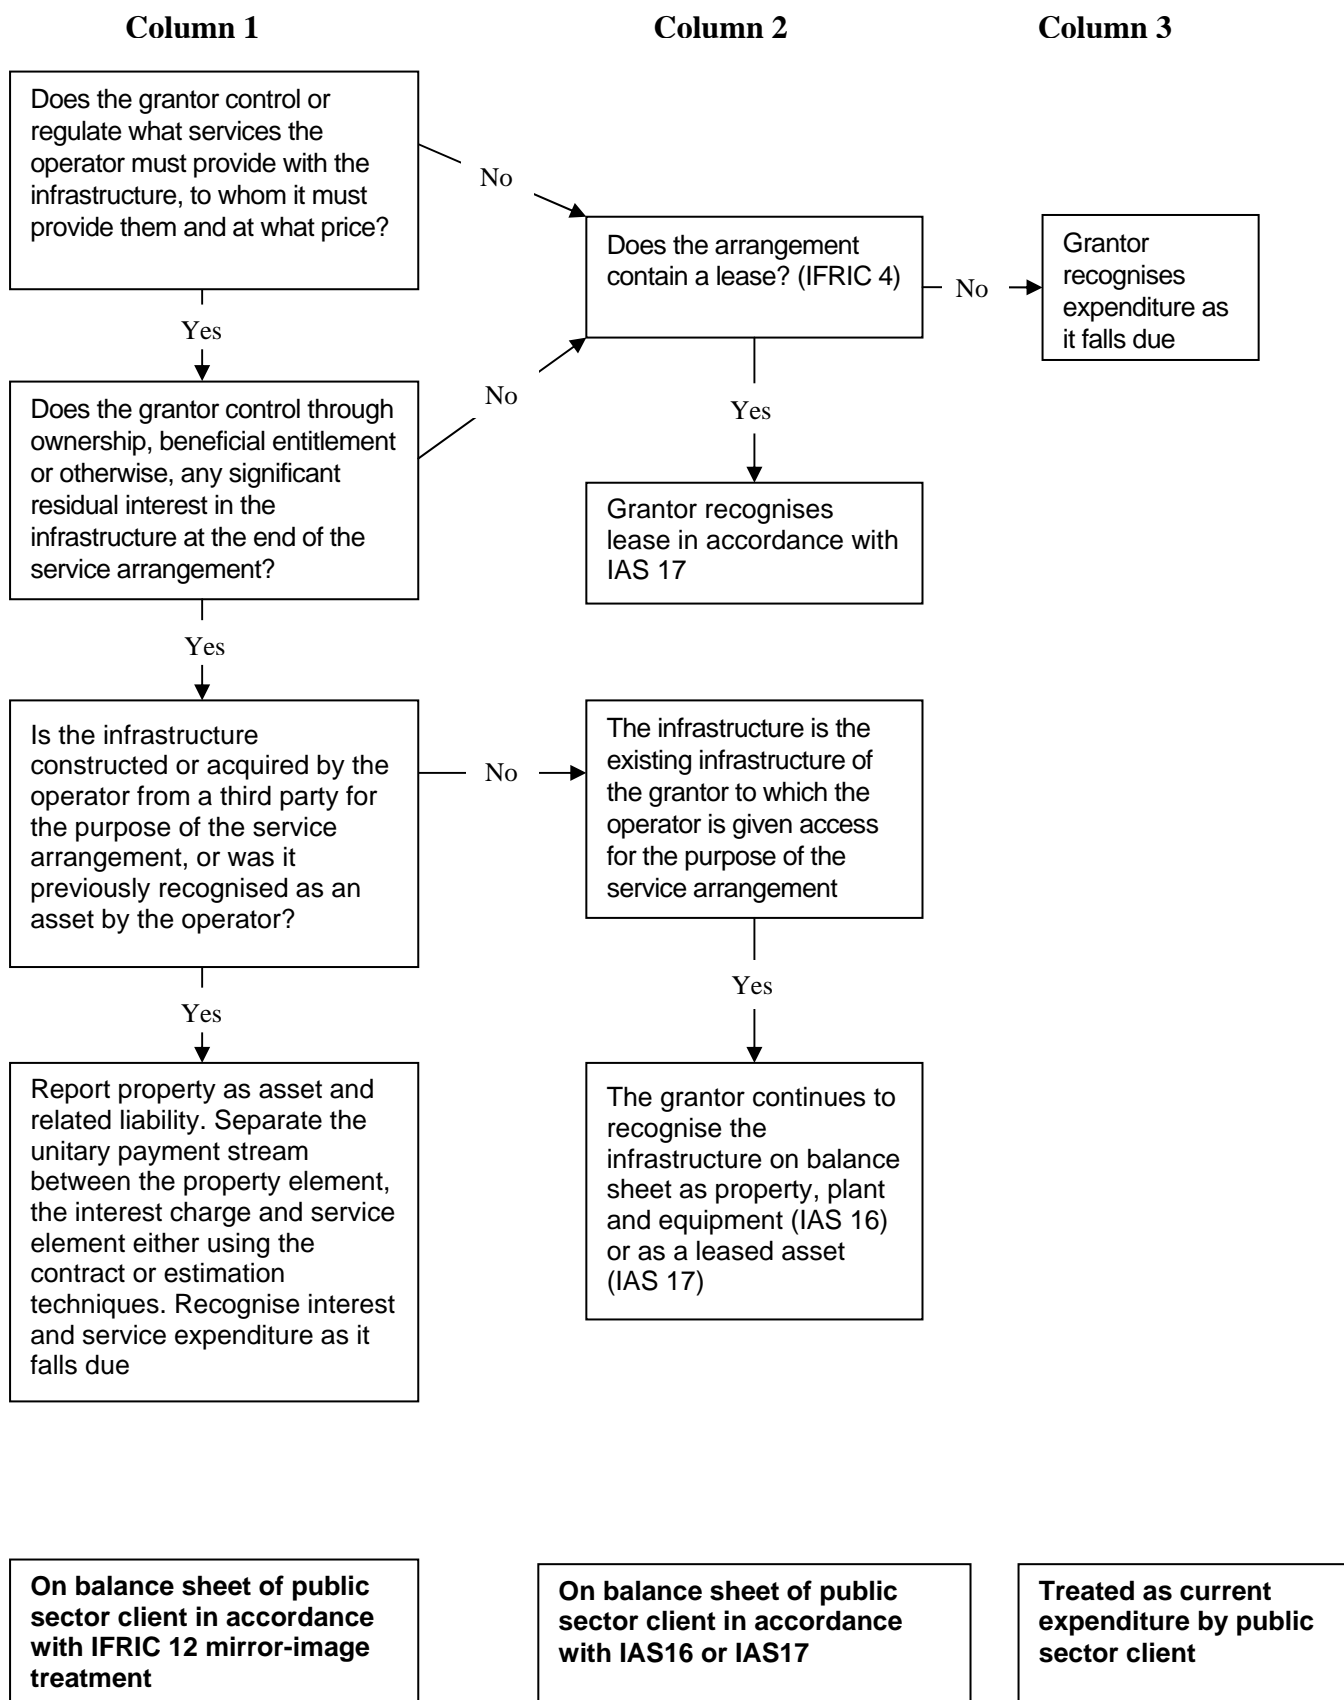 Column 1
Column 2
Column 3
Does the grantor control or
regulate what services the
operator must provide with the
infrastructure, to whom it must
provide them and at what price?
No
Does the arrangement
contain a lease? (IFRIC 4)
No
Grantor
recognises
expenditure as
it falls due
Yes
Does the grantor control through
ownership, beneficial entitlement
or otherwise, any significant
residual interest in the
infrastructure at the end of the
service arrangement?
No
Yes
Grantor recognises
lease in accordance with
IAS 17
Yes
Is the infrastructure
constructed or acquired by the
operator from a third party for
the purpose of the service
arrangement, or was it
previously recognised as an
asset by the operator?
No
The infrastructure is the
existing infrastructure of
the grantor to which the
operator is given access
for the purpose of the
service arrangement
Yes
Yes
Report property as asset and
related liability. Separate the
unitary payment stream
between the property element,
the interest charge and service
element either using the
contract or estimation
techniques. Recognise interest
and service expenditure as it
falls due
The grantor continues to
recognise the
infrastructure on balance
sheet as property, plant
and equipment (IAS 16)
or as a leased asset
(IAS 17)
On balance sheet of public
sector client in accordance
with IFRIC 12 mirror-image
treatment
On balance sheet of public
sector client in accordance
with IAS16 or IAS17
Treated as current
expenditure by public
sector client